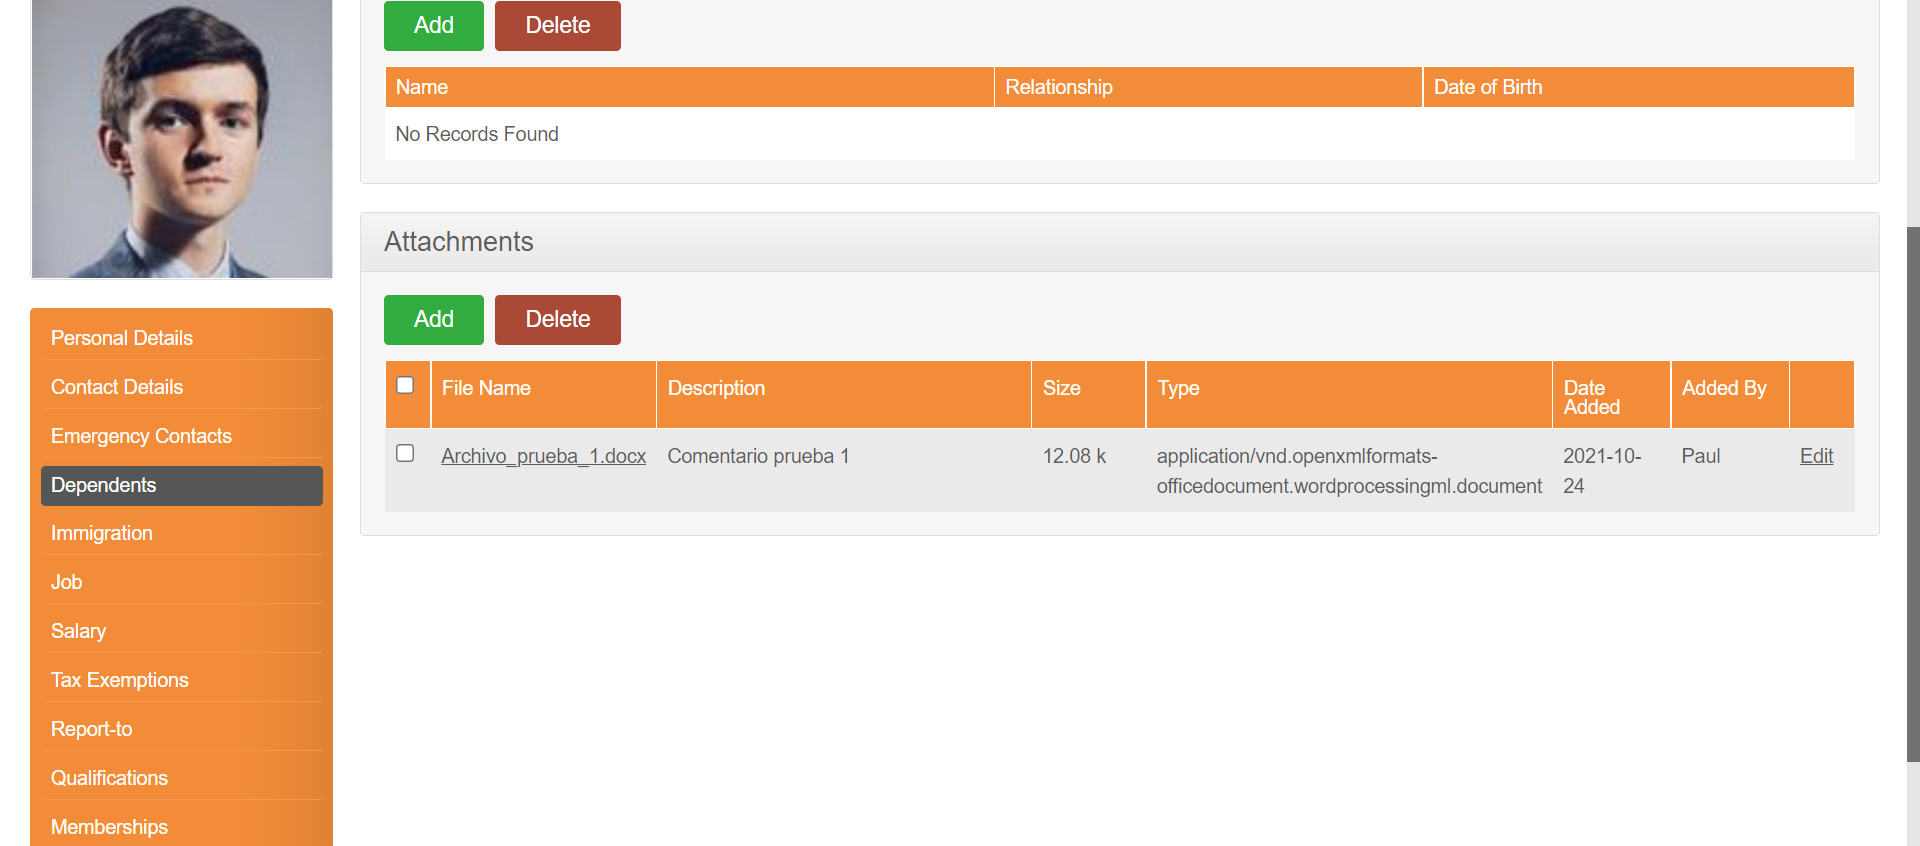 Add Delete
Name Relationship Date of Birth
No Records Found
Attachments
Add Delete
File Name Description Size Type Date Added Added By
Archivo_prueba_1.docx Comentario prueba 1 12.08 k application/vnd.openxmlformats-officedocument.wordprocessingml.document 2021-10-24 Paul Edit
Personal Details
Contact Details
Emergency Contacts
Dependents
Immigration
Job
Salary
Tax Exemptions
Report-to
Qualifications
Memberships